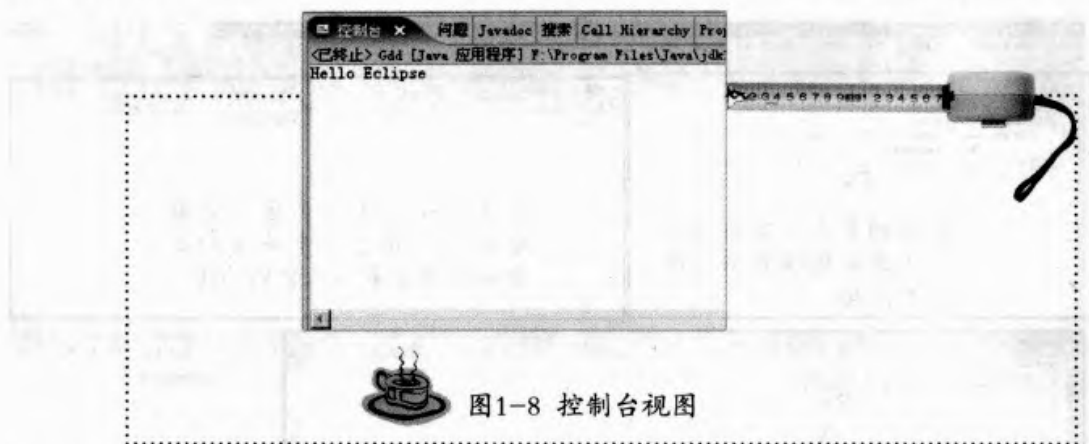 控制台 × 问题 Javadoc 搜索 Call Hierarchy Pro
<已终止> Gdd [Java 应用程序] F:\Program Files\Java\jdk
Hello Eclipse
图1-8 控制台视图